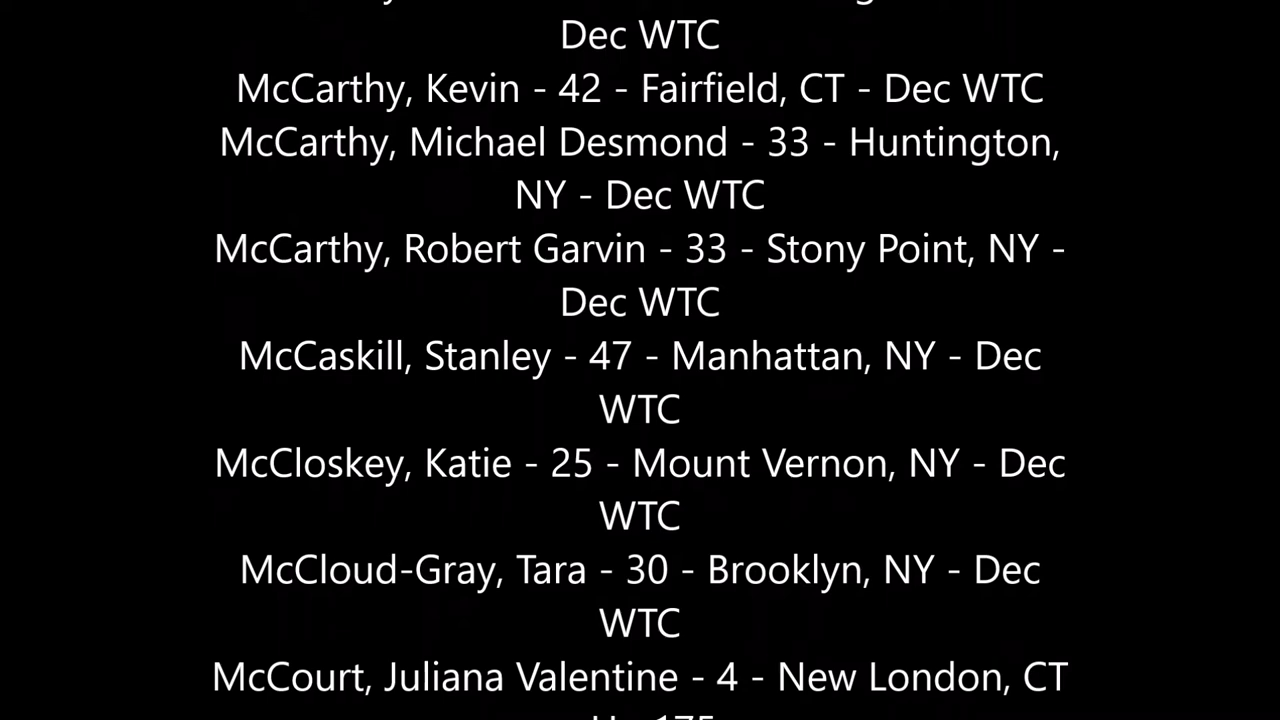 Dec WTC
McCarthy, Kevin - 42 - Fairfield, CT - Dec WTC
McCarthy, Michael Desmond - 33 - Huntington,
NY - Dec WTC
McCarthy, Robert Garvin - 33 - Stony Point, NY -
Dec WTC
McCaskill, Stanley - 47 - Manhattan, NY - Dec
WTC
McCloskey, Katie - 25 - Mount Vernon, NY - Dec
WTC
McCloud-Gray, Tara - 30 - Brooklyn, NY - Dec
WTC
McCourt, Juliana Valentine - 4 - New London, CT